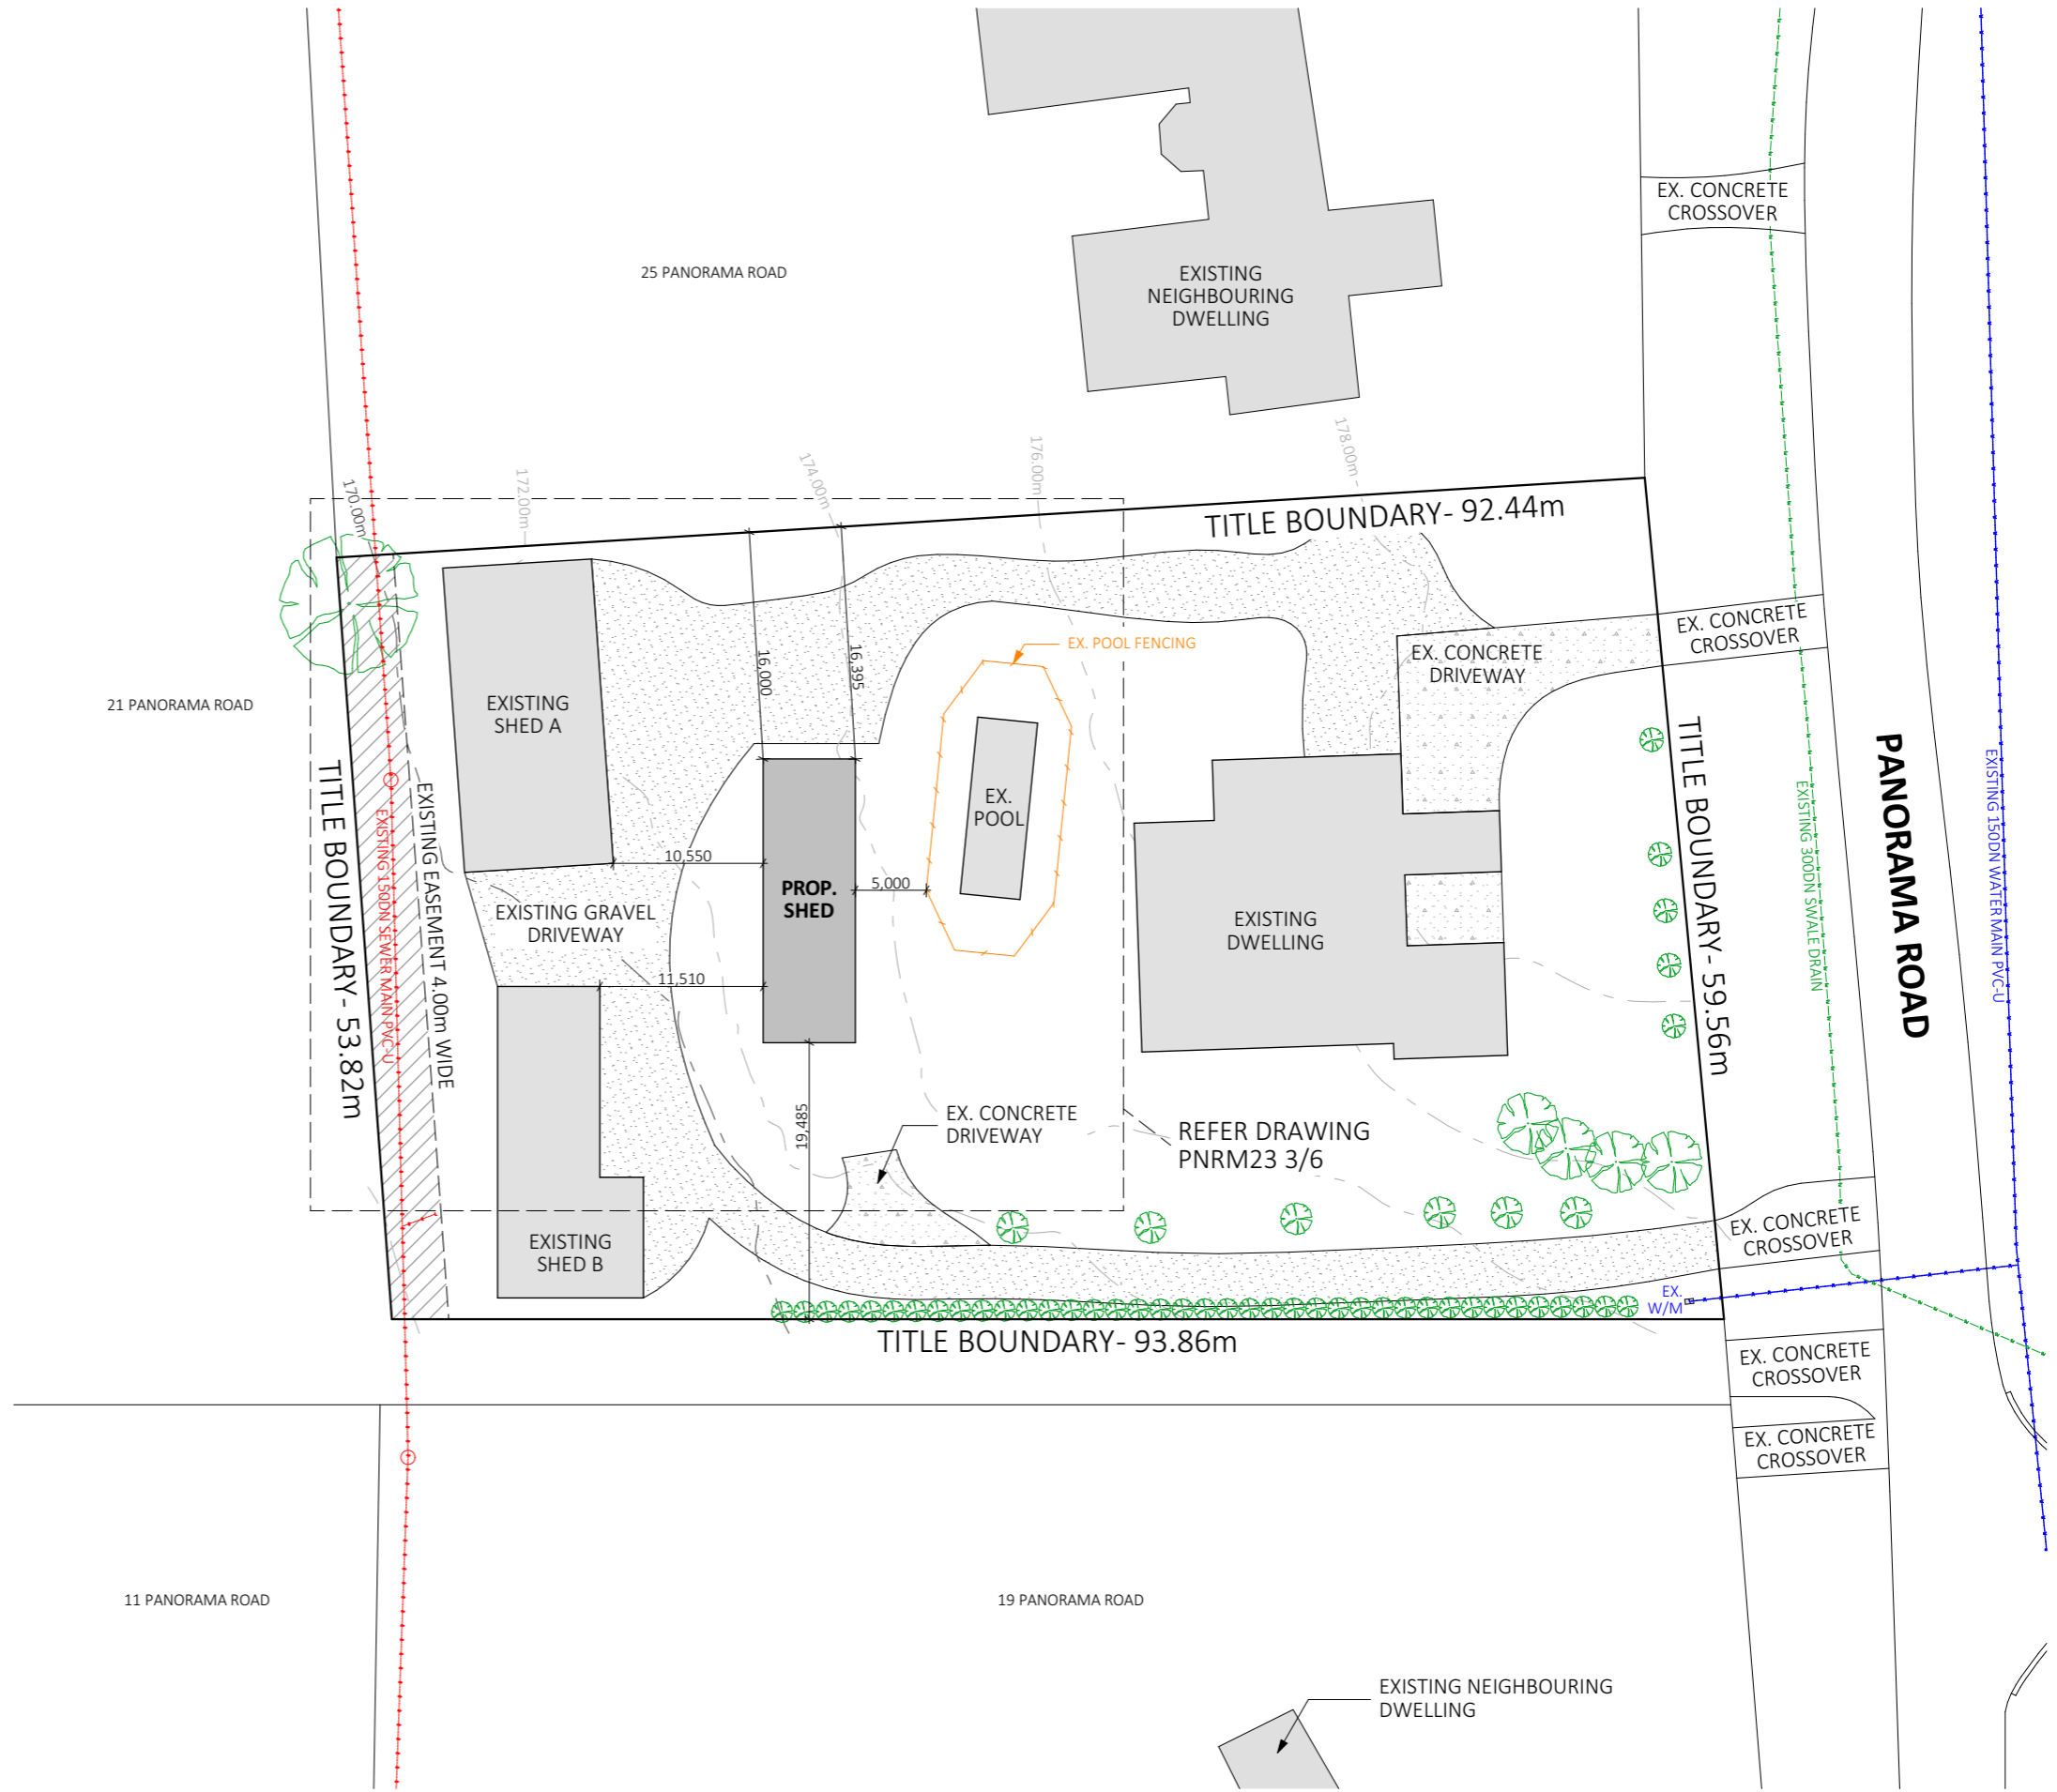 EX. CONCRETE
CROSSOVER
25 PANORAMA ROAD
EXISTING
NEIGHBOURING
DWELLING
170.00m
172.00m
174.00m
176.00m
178.00m
TITLE BOUNDARY- 92.44m
EX. CONCRETE
CROSSOVER
EX. POOL FENCING
EX. CONCRETE
DRIVEWAY
16,000
16,395
21 PANORAMA ROAD
EXISTING
SHED A
TITLE BOUNDARY- 53.82m
EXISTING 150DN SEWER MAIN PVC-U
EXISTING EASEMENT 4.00m WIDE
EX.
POOL
10,550
PROP.
SHED
5,000
EXISTING GRAVEL
DRIVEWAY
EXISTING
DWELLING
TITLE BOUNDARY- 59.56m
EXISTING 300DN SWALE DRAIN
PANORAMA ROAD
EXISTING 150DN WATER MAIN PVC-U
11,510
19,485
EX. CONCRETE
DRIVEWAY
REFER DRAWING
PNRM23 3/6
EXISTING
SHED B
EX. CONCRETE
CROSSOVER
EX.
W/M
TITLE BOUNDARY- 93.86m
EX. CONCRETE
CROSSOVER
EX. CONCRETE
CROSSOVER
11 PANORAMA ROAD
19 PANORAMA ROAD
EXISTING NEIGHBOURING
DWELLING